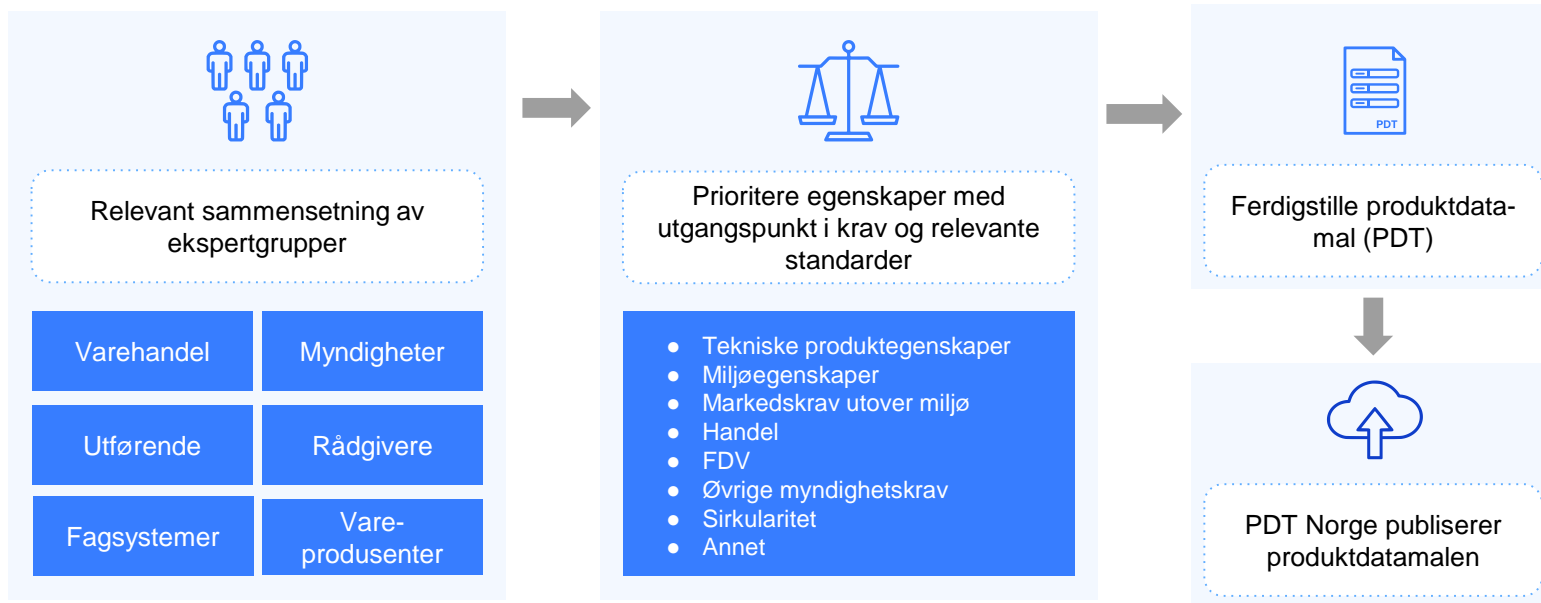 Relevant sammensetning av
ekspertgrupper
Varehandel
Myndigheter
Utførende
Rådgivere
Fagsystemer
Vare-
produsenter
Prioritere egenskaper med
utgangspunkt i krav og relevante
standarder
● Tekniske produktegenskaper
● Miljøegenskaper
● Markedskrav utover miljø
● Handel
● FDV
● Øvrige myndighetskrav
● Sirkularitet
● Annet
PDT
Ferdigstille produktdata-
mal (PDT)
PDT Norge publiserer
produktdatamalen